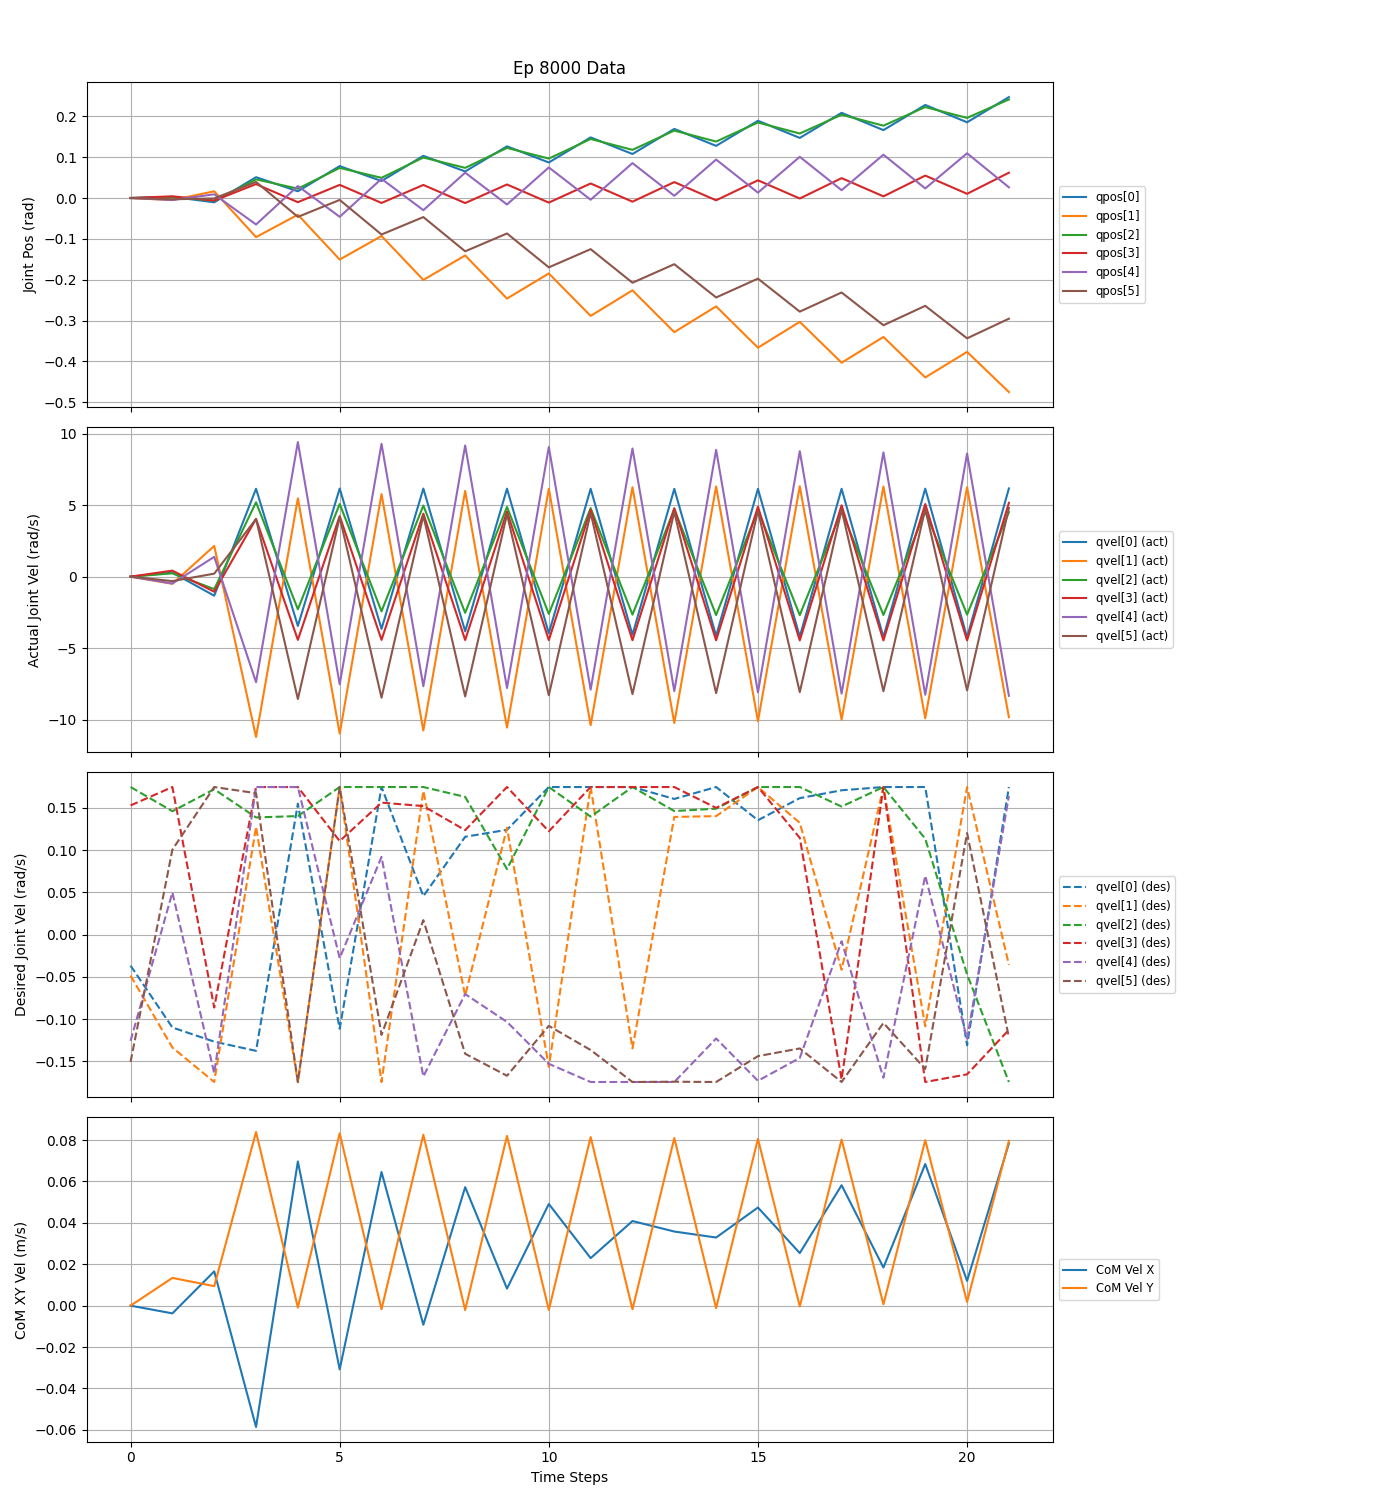 Ep 8000 Data
Joint Pos (rad)
0.2
0.1
0.0
−0.1
−0.2
−0.3
−0.4
−0.5
qpos[0]
qpos[1]
qpos[2]
qpos[3]
qpos[4]
qpos[5]
Actual Joint Vel (rad/s)
10
5
0
−5
−10
qvel[0] (act)
qvel[1] (act)
qvel[2] (act)
qvel[3] (act)
qvel[4] (act)
qvel[5] (act)
Desired Joint Vel (rad/s)
0.15
0.10
0.05
0.00
−0.05
−0.10
−0.15
qvel[0] (des)
qvel[1] (des)
qvel[2] (des)
qvel[3] (des)
qvel[4] (des)
qvel[5] (des)
CoM XY Vel (m/s)
0.08
0.06
0.04
0.02
0.00
−0.02
−0.04
−0.06
CoM Vel X
CoM Vel Y
0 5 10 15 20
Time Steps